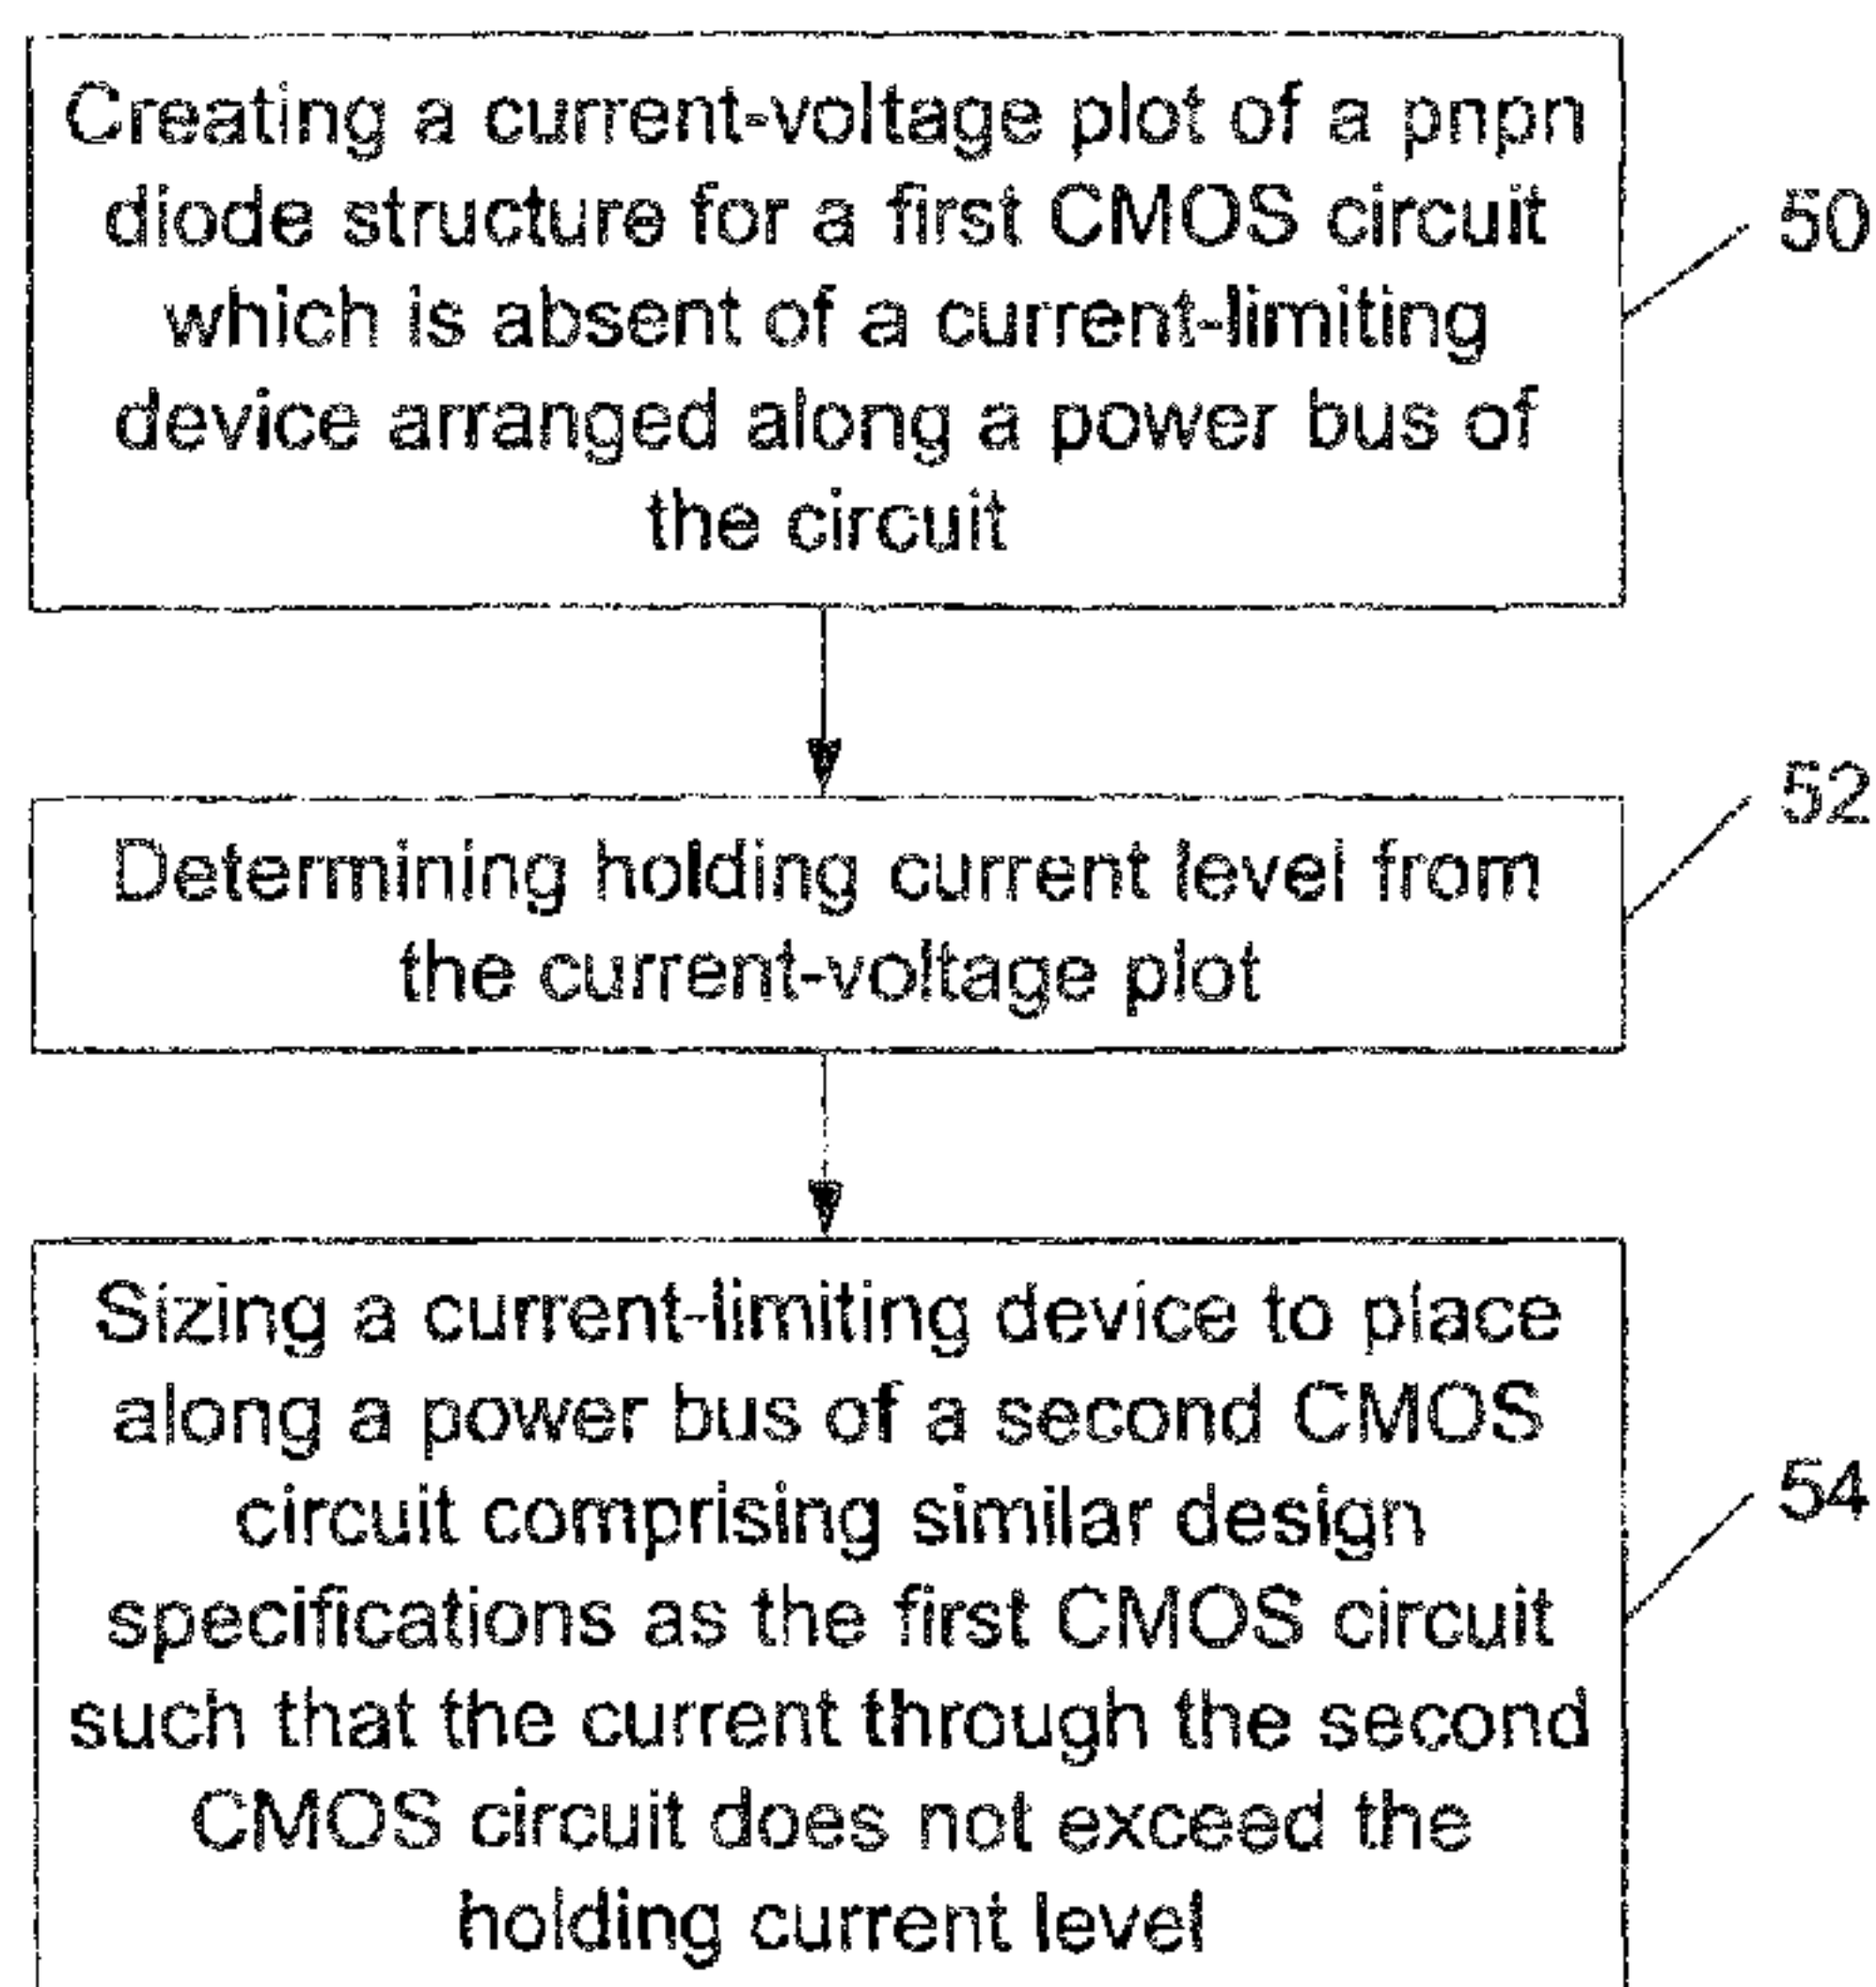 Creating a current-voltage plot of a pnpn
diode structure for a first CMOS circuit
which is absent of a current-limiting
device arranged along a power bus of
the circuit
50
Determining holding current level from
the current-voltage plot
52
Sizing a current-limiting device to place
along a power bus of a second CMOS
circuit comprising similar design
specifications as the first CMOS circuit
such that the current through the second
CMOS circuit does not exceed the
holding current level
54